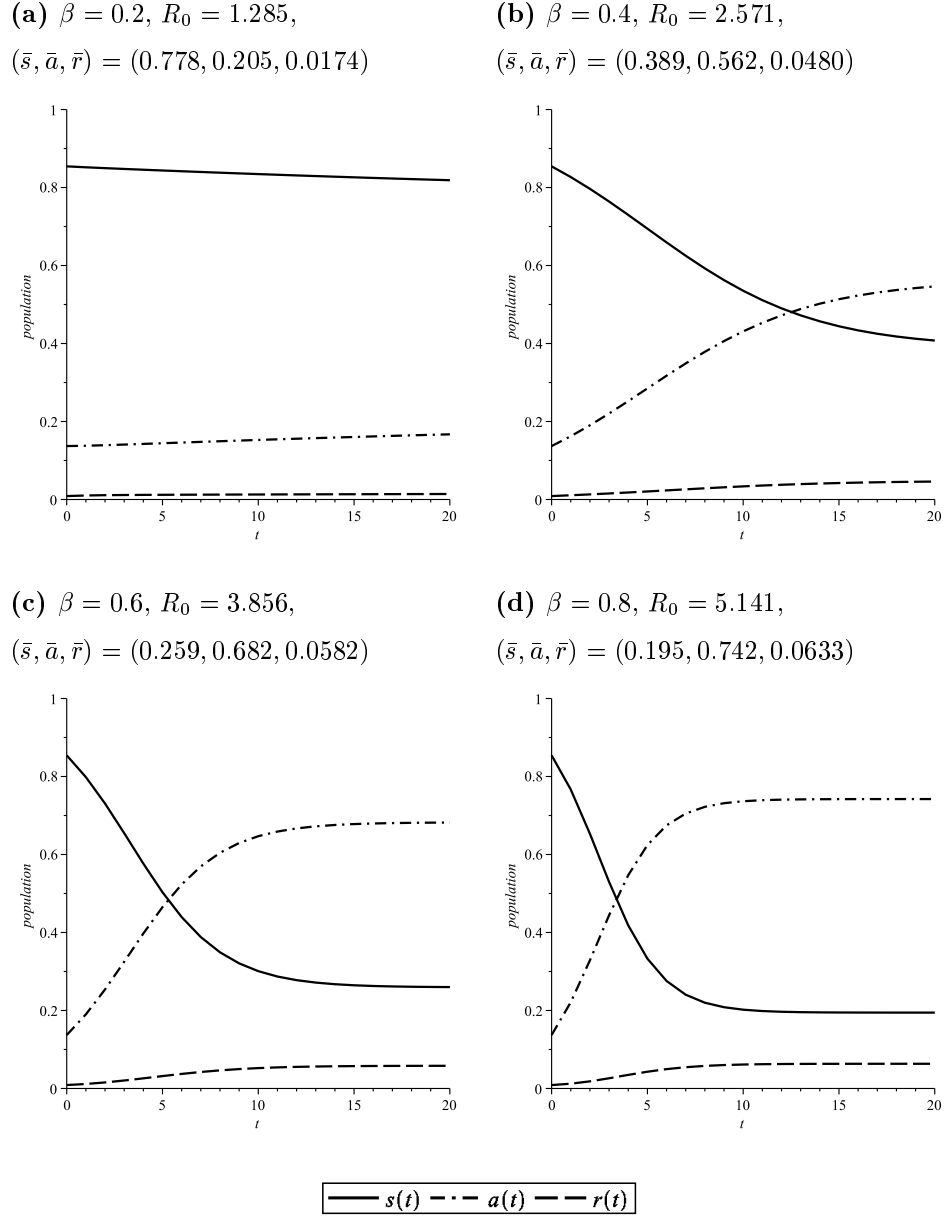 (a) β = 0.2, R₀ = 1.285,
(s̄, ā, r̄) = (0.778, 0.205, 0.0174)
1
0.8
0.6
population
0.4
0.2
0
0 5 10 15 20
t
(b) β = 0.4, R₀ = 2.571,
(s̄, ā, r̄) = (0.389, 0.562, 0.0480)
1
0.8
0.6
population
0.4
0.2
0
0 5 10 15 20
t
(c) β = 0.6, R₀ = 3.856,
(s̄, ā, r̄) = (0.259, 0.682, 0.0582)
1
0.8
0.6
population
0.4
0.2
0
0 5 10 15 20
t
(d) β = 0.8, R₀ = 5.141,
(s̄, ā, r̄) = (0.195, 0.742, 0.0633)
1
0.8
0.6
population
0.4
0.2
0
0 5 10 15 20
t
s(t) a(t) r(t)